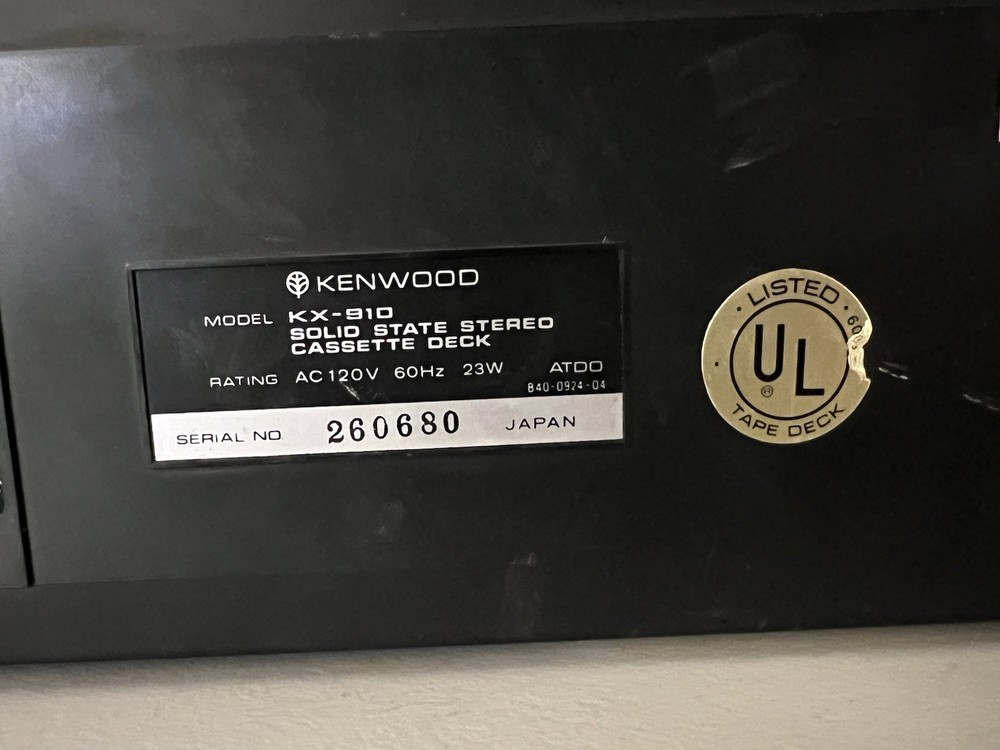 KENWOOD
MODEL KX-910
SOLID STATE STEREO
CASSETTE DECK
RATING AC 120V 60Hz 23W ATDO
B40-0924-04
SERIAL NO. 260680 JAPAN
· LISTED ·
UL
TAPE DECK